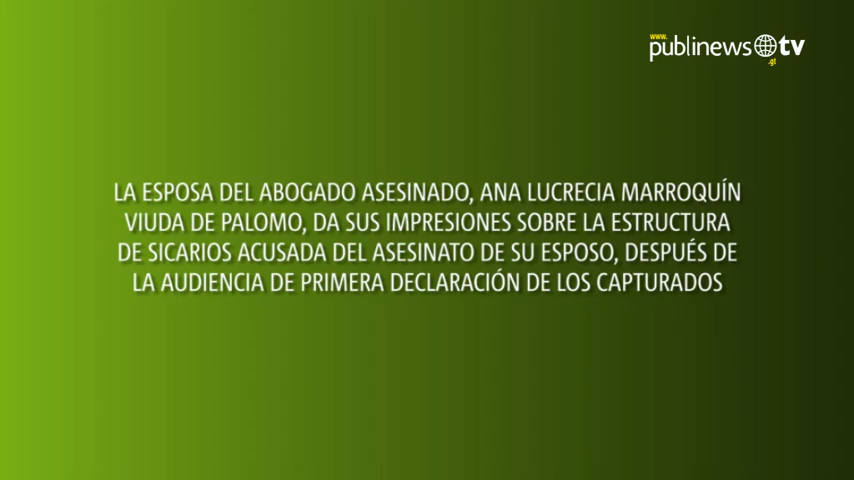 www.
publinews tv
.gt
LA ESPOSA DEL ABOGADO ASESINADO, ANA LUCRECIA MARROQUÍN
VIUDA DE PALOMO, DA SUS IMPRESIONES SOBRE LA ESTRUCTURA
DE SICARIOS ACUSADA DEL ASESINATO DE SU ESPOSO, DESPUÉS DE
LA AUDIENCIA DE PRIMERA DECLARACIÓN DE LOS CAPTURADOS